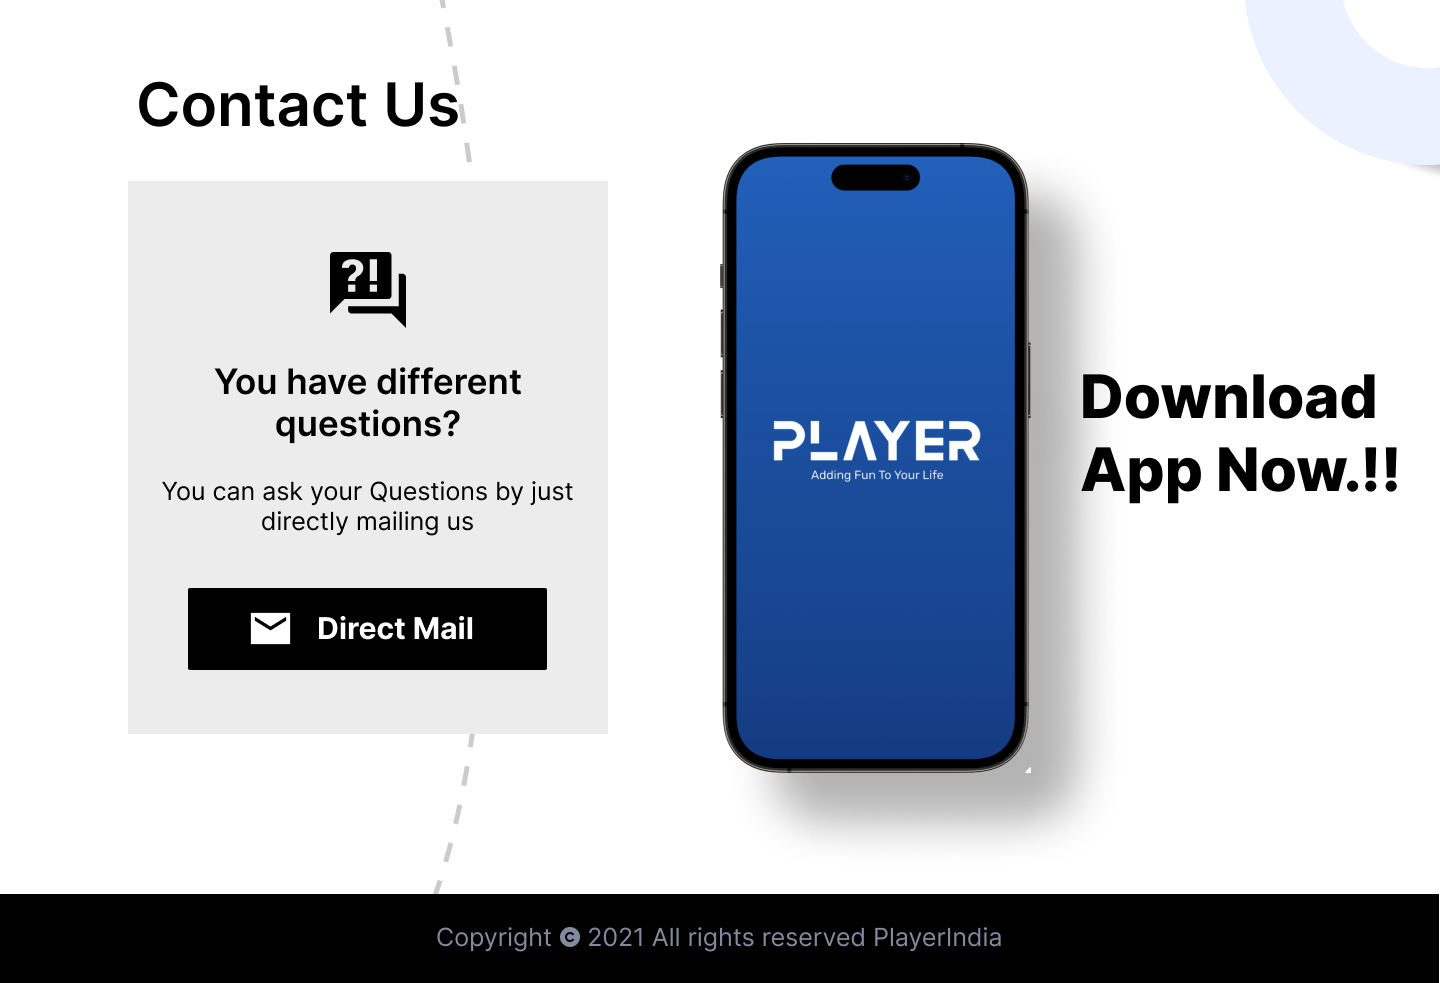 Contact Us
?!
You have different
questions?
You can ask your Questions by just
directly mailing us
Direct Mail
PLAYER
Adding Fun To Your Life
Download
App Now.!!
Copyright © 2021 All rights reserved PlayerIndia